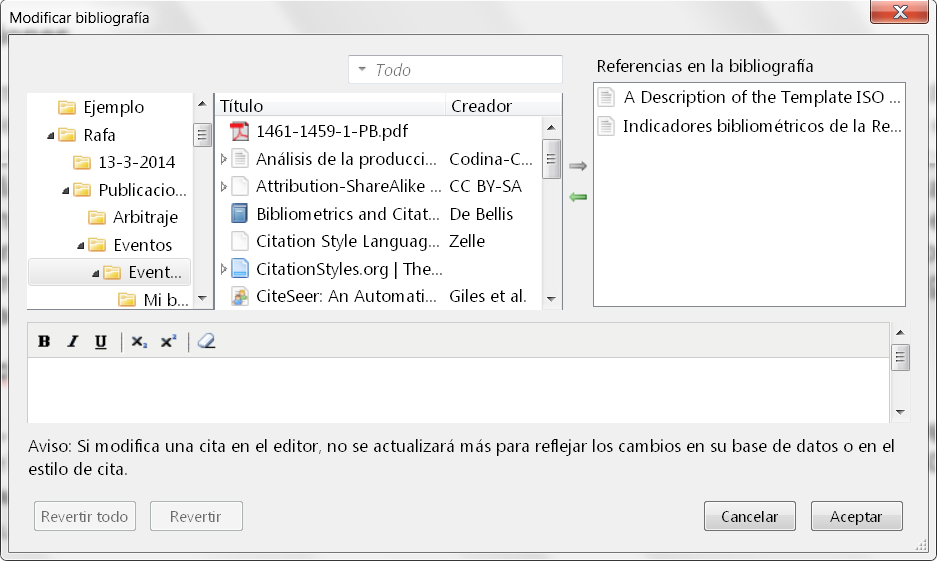 Modificar bibliografía
Todo
Referencias en la bibliografía
Ejemplo
Rafa
13-3-2014
Publicacio...
Arbitraje
Eventos
Event...
Mi b...
Título Creador
1461-1459-1-PB.pdf
Análisis de la producci... Codina-C...
Attribution-ShareAlike ... CC BY-SA
Bibliometrics and Citat... De Bellis
Citation Style Languag... Zelle
CitationStyles.org | The...
CiteSeer: An Automati... Giles et al.
A Description of the Template ISO ...
Indicadores bibliométricos de la Re...
B I U x₂ x²
Aviso: Si modifica una cita en el editor, no se actualizará más para reflejar los cambios en su base de datos o en el
estilo de cita.
Revertir todo Revertir Cancelar Aceptar